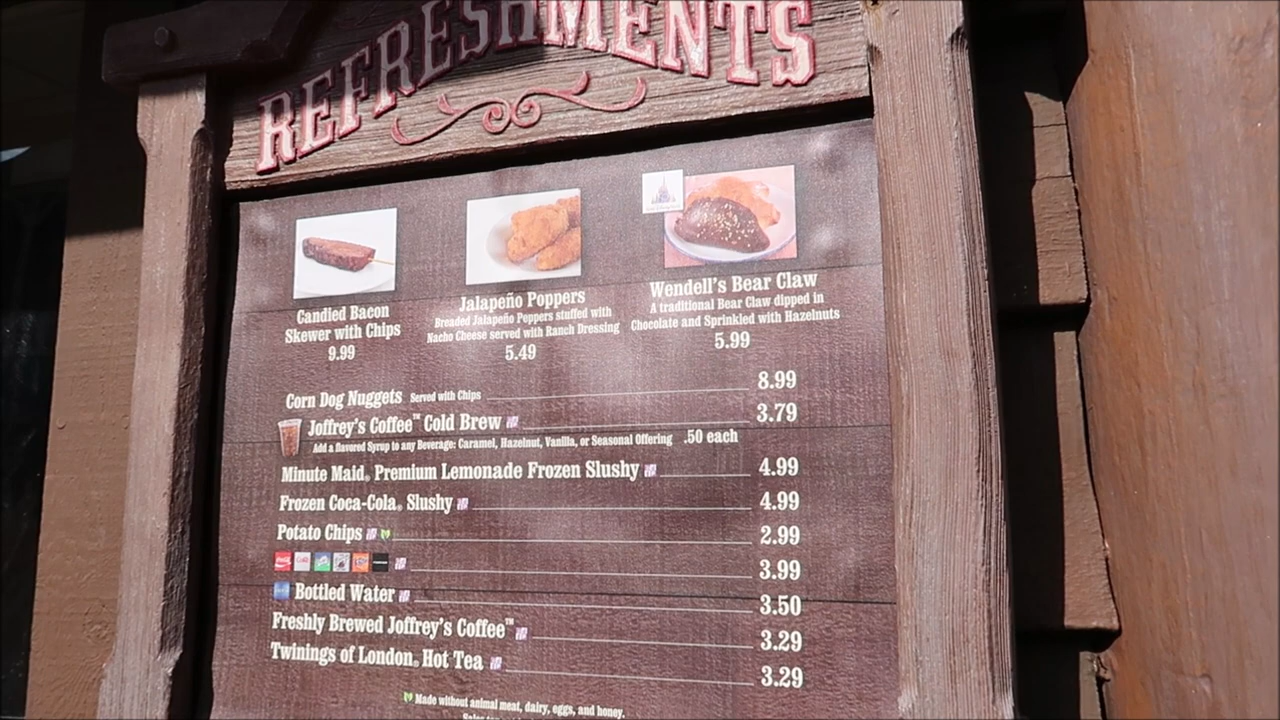 REFRESHMENTS
Candied Bacon
Skewer with Chips
9.99
Jalapeño Poppers
Breaded Jalapeño Poppers stuffed with
Nacho Cheese served with Ranch Dressing
5.49
Wendell's Bear Claw
A traditional Bear Claw dipped in
Chocolate and Sprinkled with Hazelnuts
5.99
Corn Dog Nuggets Served with Chips 8.99
Joffrey's Coffee™ Cold Brew 3.79
Add a flavored Syrup to any Beverage: Caramel, Hazelnut, Vanilla, or Seasonal Offering .50 each
Minute Maid® Premium Lemonade Frozen Slushy 4.99
Frozen Coca-Cola® Slushy 4.99
Potato Chips 2.99
3.99
Bottled Water 3.50
Freshly Brewed Joffrey's Coffee™ 3.29
Twinings of London® Hot Tea 3.29
Made without animal meat, dairy, eggs, and honey.